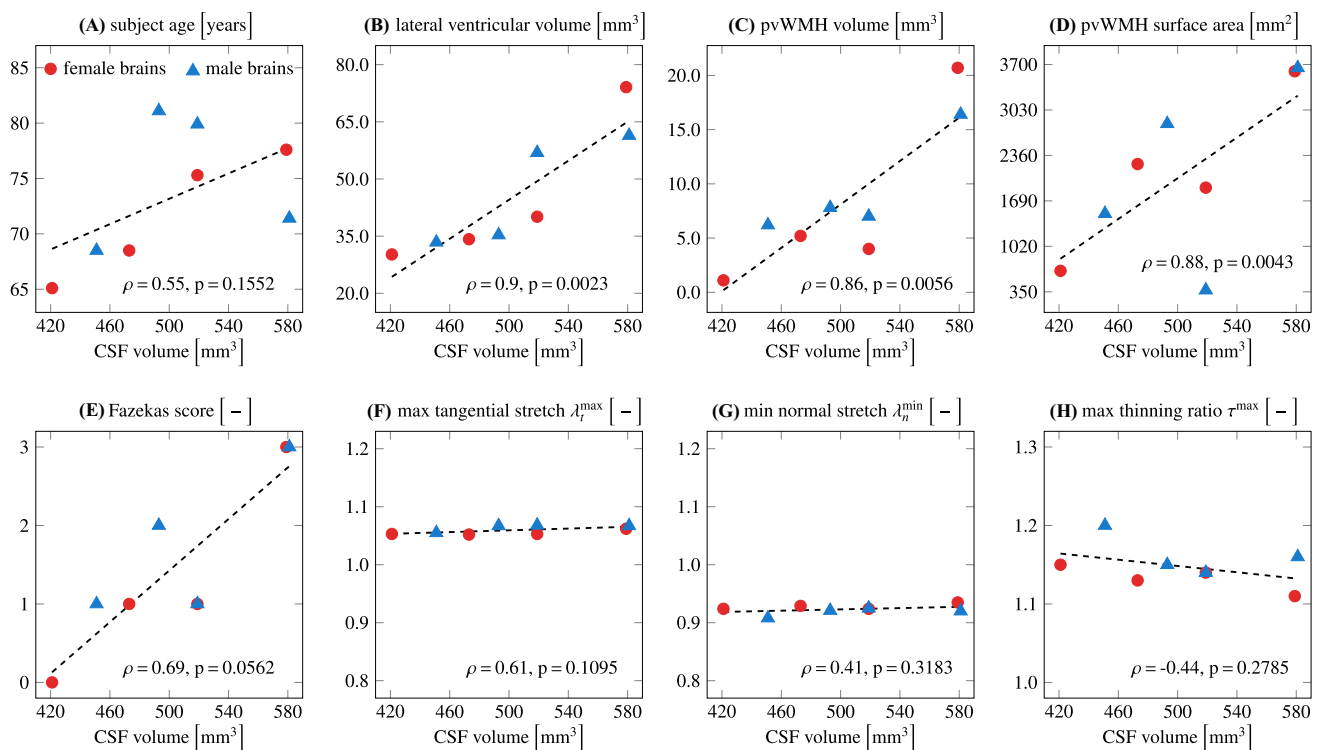 (A) subject age [years]
85
80
75
70
65
female brains
male brains
ρ = 0.55, p = 0.1552
420 460 500 540 580
CSF volume [mm³]
(B) lateral ventricular volume [mm³]
80.0
65.0
50.0
35.0
20.0
ρ = 0.9, p = 0.0023
420 460 500 540 580
CSF volume [mm³]
(C) pvWMH volume [mm³]
20.0
15.0
10.0
5.0
0.0
ρ = 0.86, p = 0.0056
420 460 500 540 580
CSF volume [mm³]
(D) pvWMH surface area [mm²]
3700
3030
2360
1690
1020
350
ρ = 0.88, p = 0.0043
420 460 500 540 580
CSF volume [mm³]
(E) Fazekas score [−]
3
2
1
0
ρ = 0.69, p = 0.0562
420 460 500 540 580
CSF volume [mm³]
(F) max tangential stretch λₜᵐᵃˣ [−]
1.2
1.1
1.0
0.9
0.8
ρ = 0.61, p = 0.1095
420 460 500 540 580
CSF volume [mm³]
(G) min normal stretch λₙᵐⁱⁿ [−]
1.2
1.1
1.0
0.9
0.8
ρ = 0.41, p = 0.3183
420 460 500 540 580
CSF volume [mm³]
(H) max thinning ratio τᵐᵃˣ [−]
1.3
1.2
1.1
1.0
ρ = -0.44, p = 0.2785
420 460 500 540 580
CSF volume [mm³]